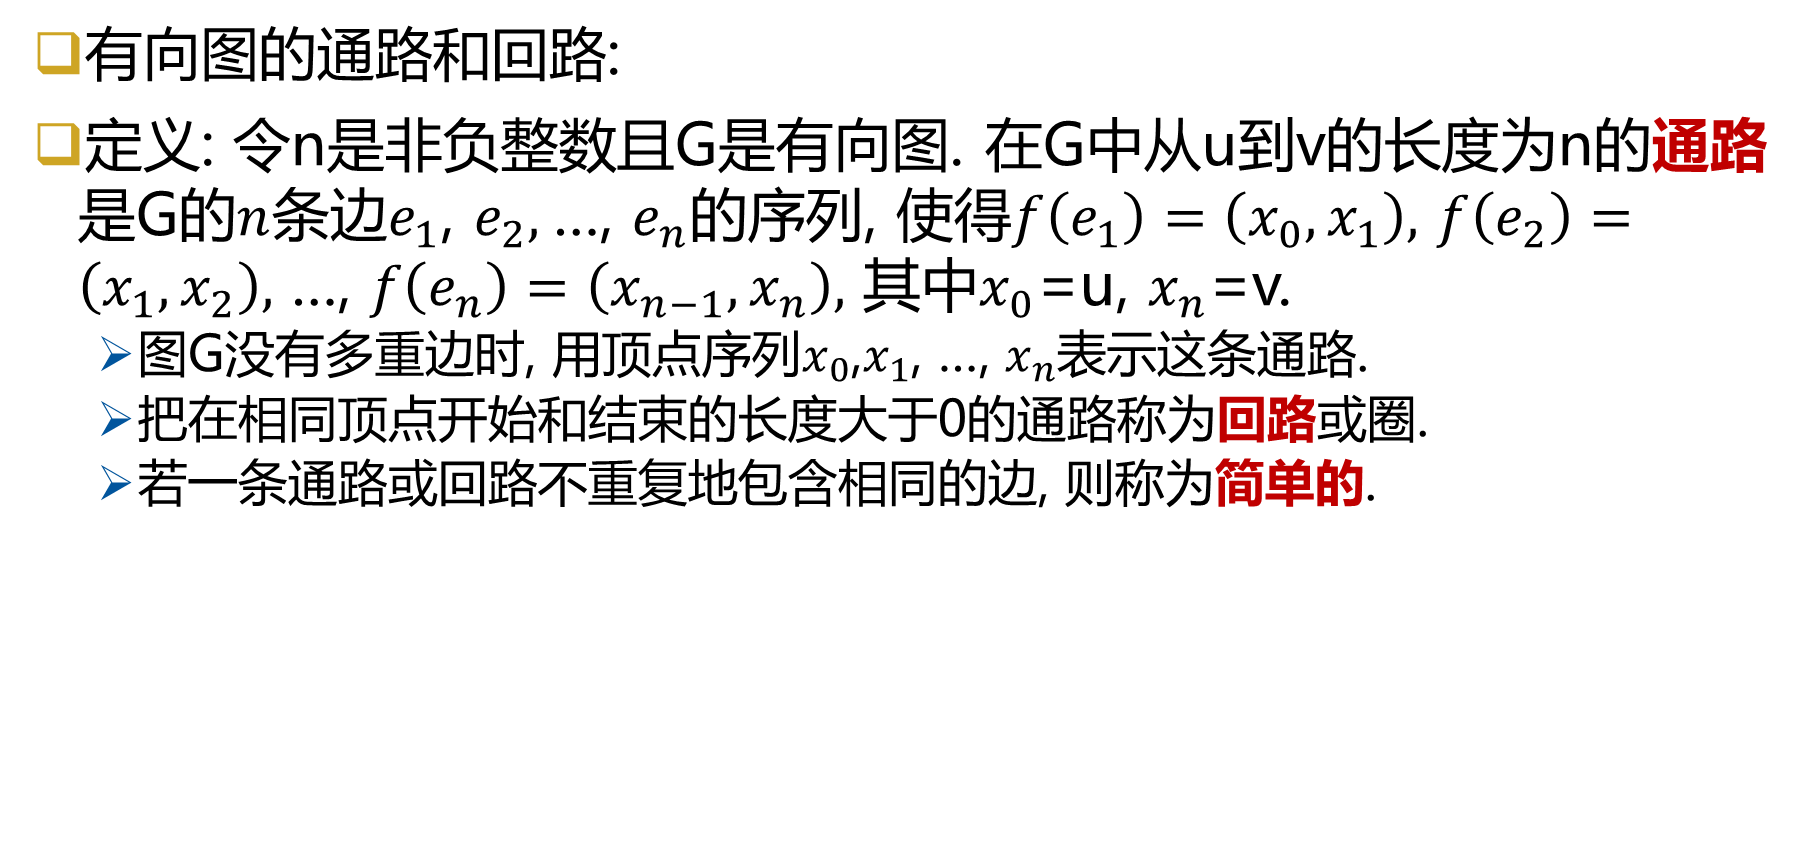 有向图的通路和回路:
定义: 令n是非负整数且G是有向图. 在G中从u到v的长度为n的通路
是G的𝑛条边𝑒₁, 𝑒₂, …, 𝑒ₙ的序列, 使得𝑓(𝑒₁) = (𝑥₀, 𝑥₁), 𝑓(𝑒₂) =
(𝑥₁, 𝑥₂), …, 𝑓(𝑒ₙ) = (𝑥ₙ₋₁, 𝑥ₙ), 其中𝑥₀=u, 𝑥ₙ=v.
图G没有多重边时, 用顶点序列𝑥₀,𝑥₁, …, 𝑥ₙ表示这条通路.
把在相同顶点开始和结束的长度大于0的通路称为回路或圈.
若一条通路或回路不重复地包含相同的边, 则称为简单的.